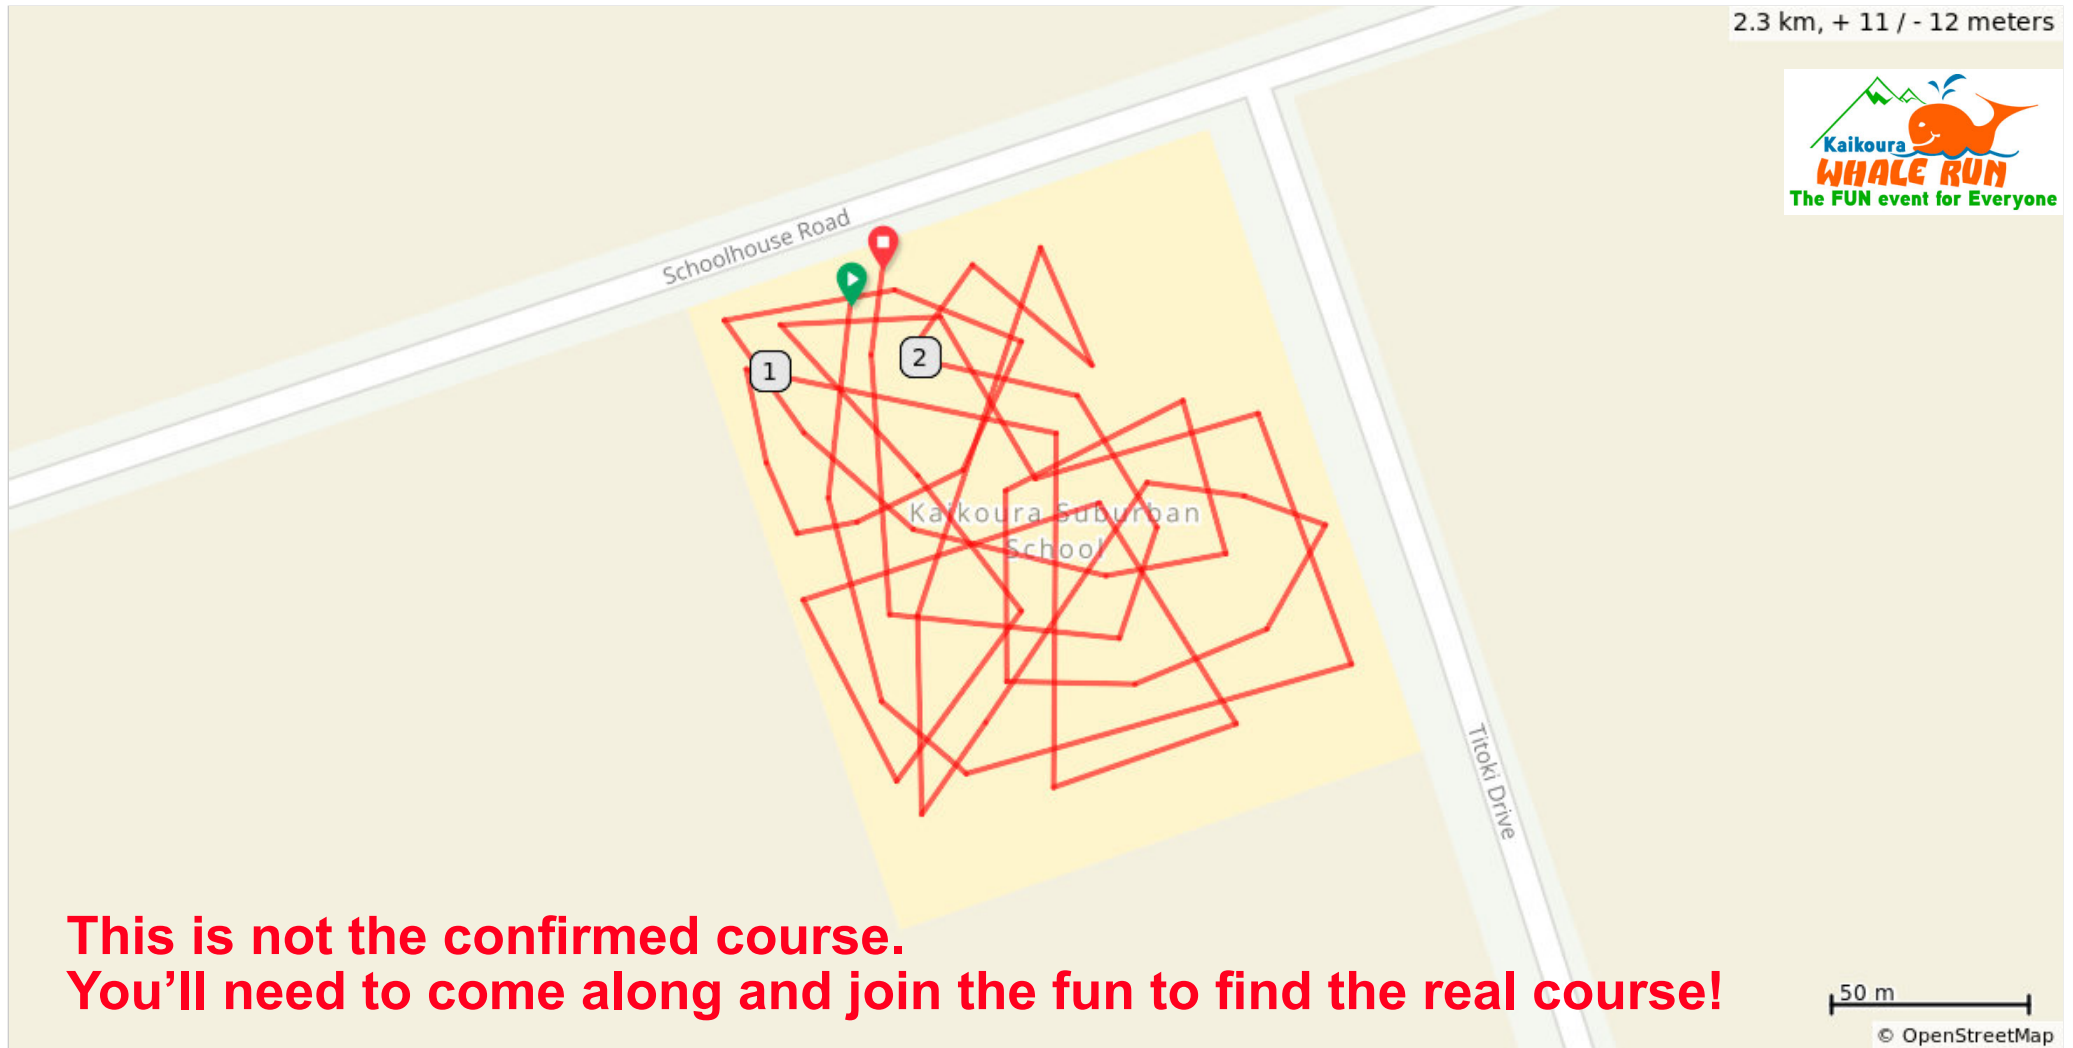 2.3 km, + 11 / - 12 meters
Kaikoura
WHALE RUN
The FUN event for Everyone
Schoolhouse Road
1
2
Kaikoura Suburban
School
Titoki Drive
This is not the confirmed course.
You’ll need to come along and join the fun to find the real course!
50 m
© OpenStreetMap